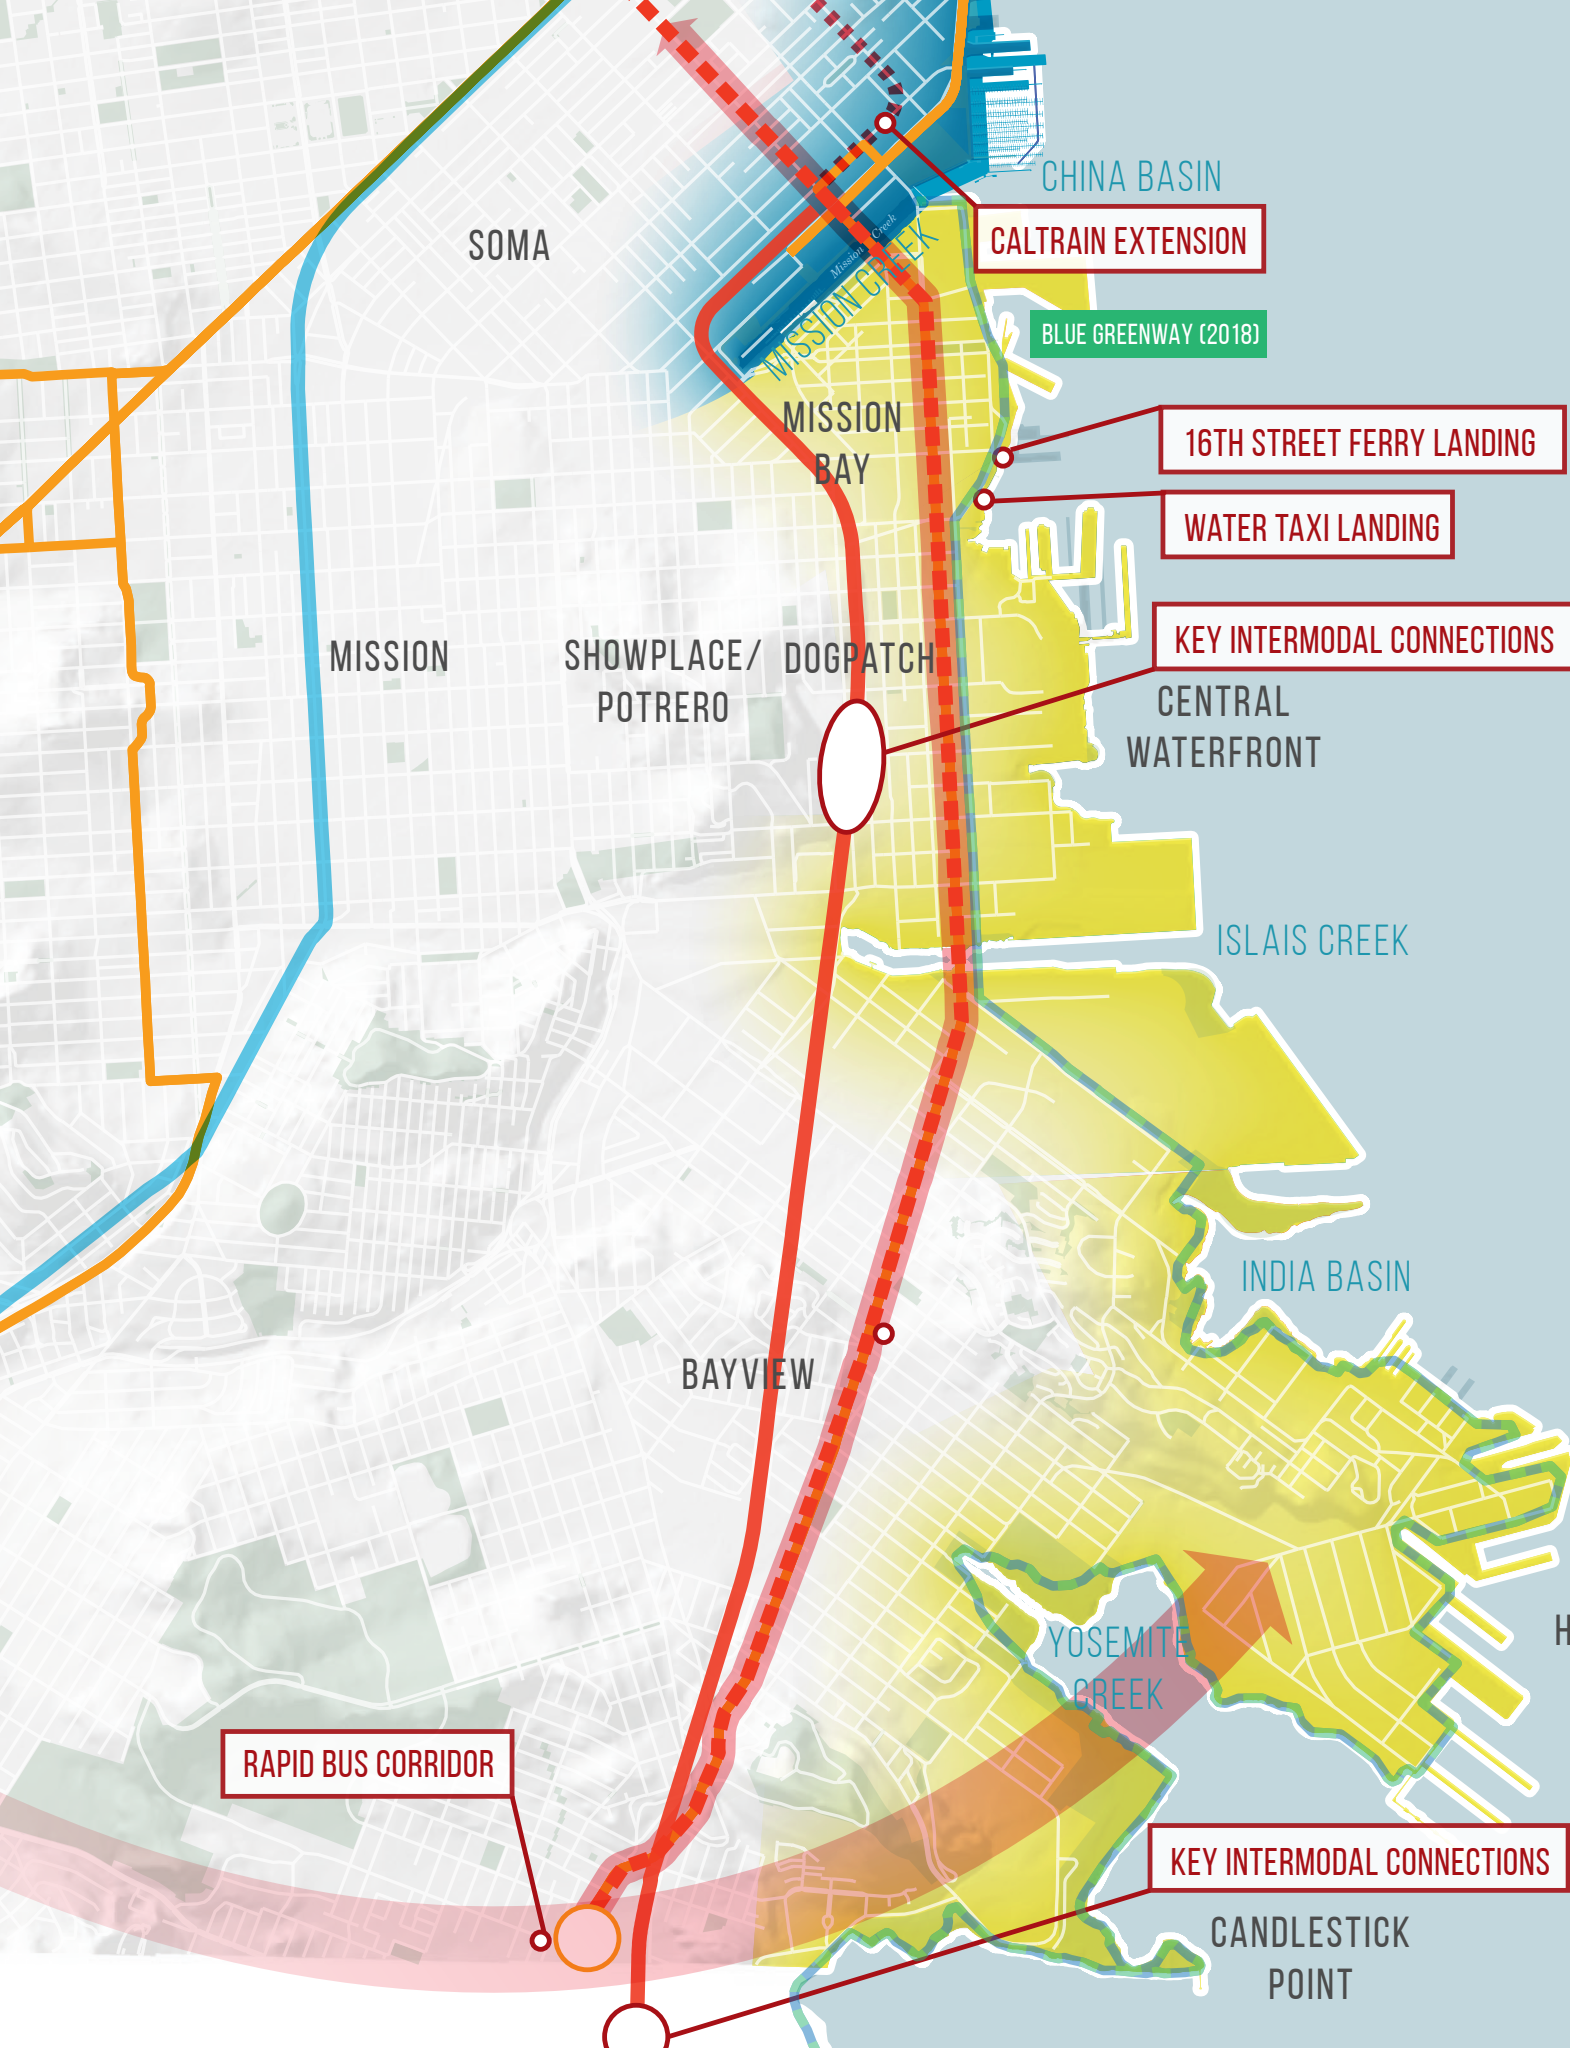 CHINA BASIN
CALTRAIN EXTENSION
SOMA
Mission Creek
MISSION CREEK
BLUE GREENWAY (2018)
MISSION
BAY
16TH STREET FERRY LANDING
WATER TAXI LANDING
KEY INTERMODAL CONNECTIONS
MISSION
SHOWPLACE/
POTRERO
DOGPATCH
CENTRAL
WATERFRONT
ISLAIS CREEK
INDIA BASIN
BAYVIEW
H
YOSEMITE
CREEK
RAPID BUS CORRIDOR
KEY INTERMODAL CONNECTIONS
CANDLESTICK
POINT